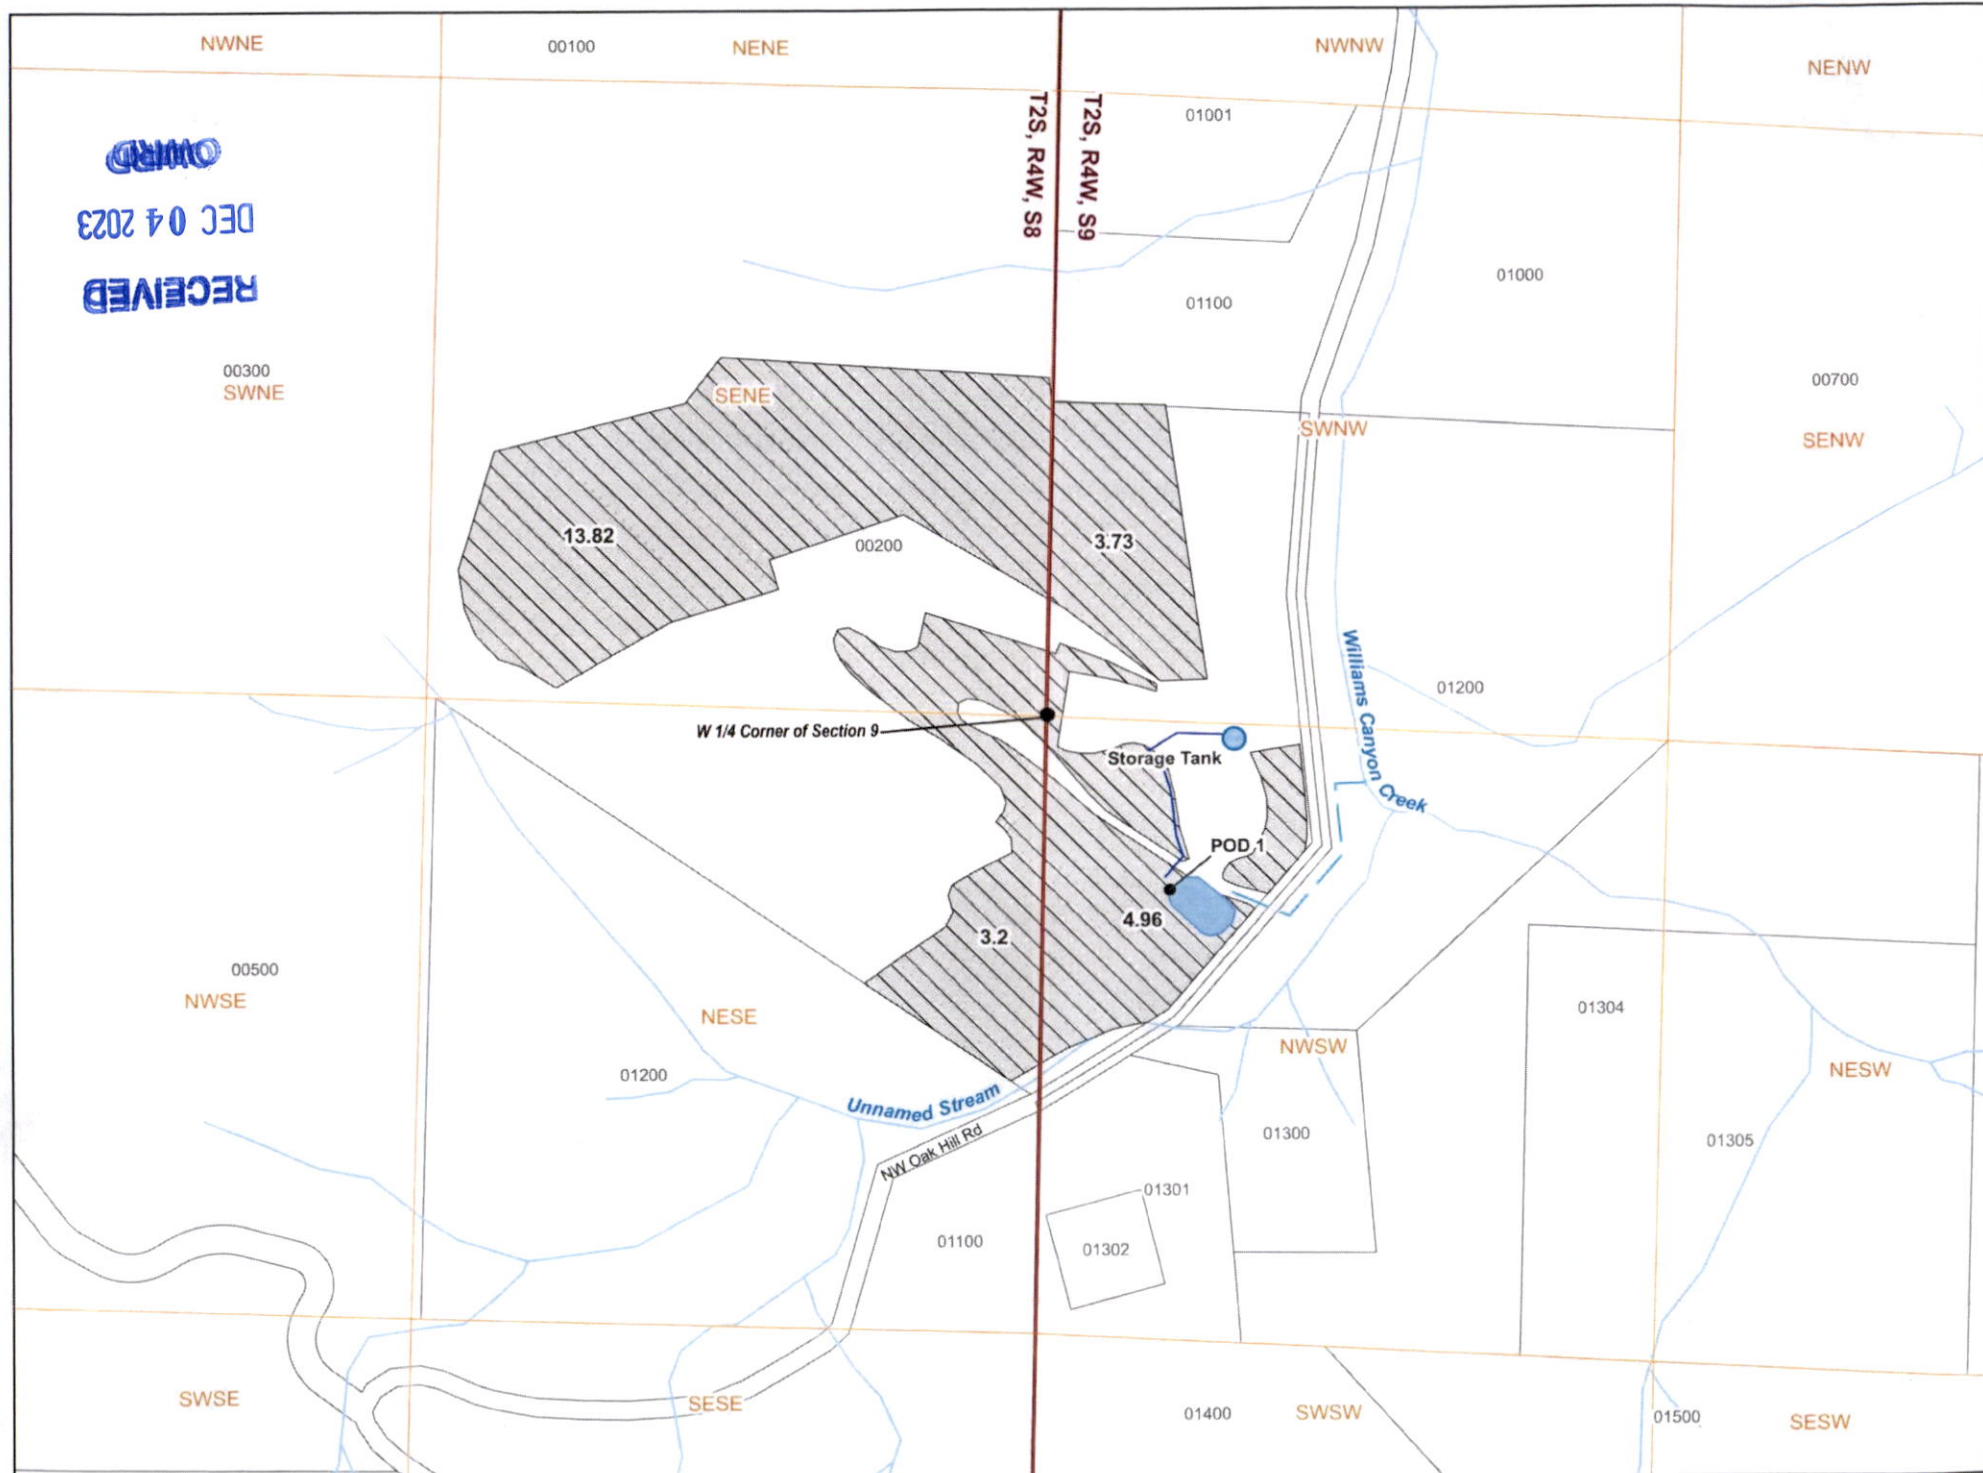 NWNE
00100
NENE
NWNW
NENW
T2S, R4W, S8
T2S, R4W, S9
01001
OWRD
DEC 04 2023
RECEIVED
01100
01000
00300
SWNE
SENE
SWNW
00700
SENW
13.82
00200
3.73
Williams Canyon Creek
01200
W 1/4 Corner of Section 9
Storage Tank
POD 1
4.96
3.2
00500
NWSE
NESE
NWSW
01304
NESW
01200
Unnamed Stream
NW Oak Hill Rd
01300
01305
01301
01302
01100
SWSE
SESE
01400
SWSW
01500
SESW